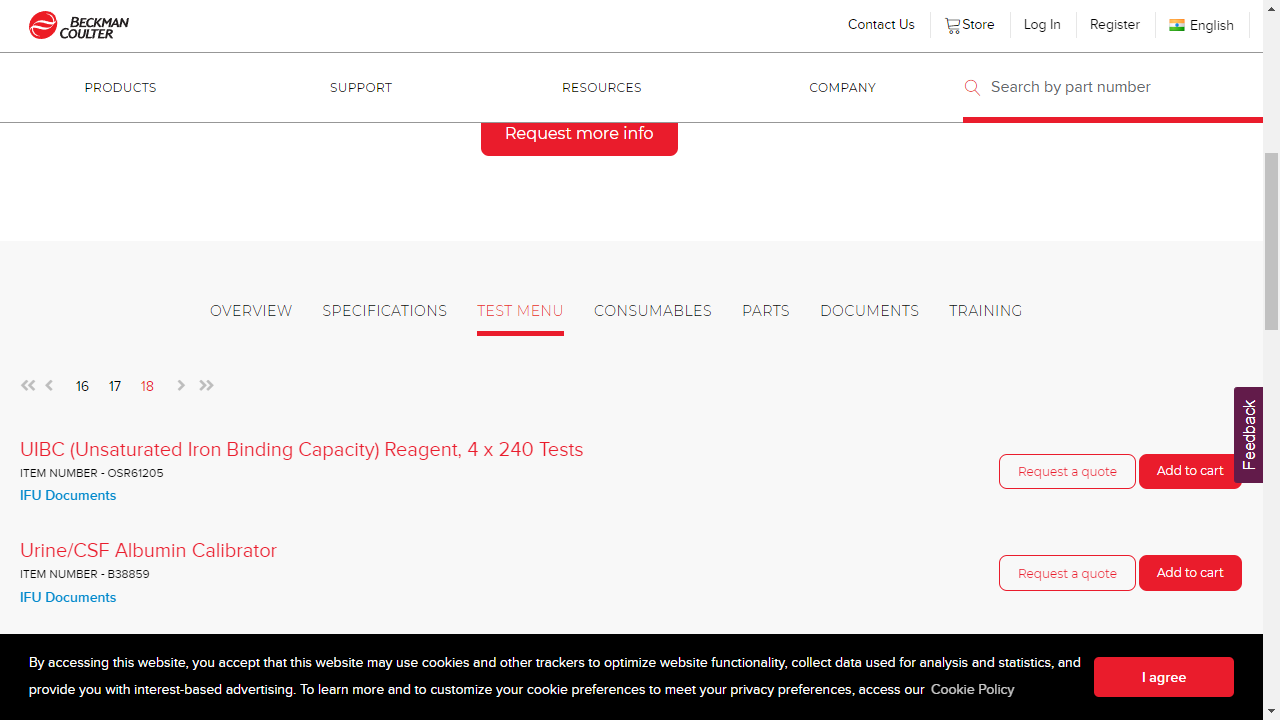 BECKMAN
COULTER
Contact Us
Store
Log In
Register
English
PRODUCTS
SUPPORT
RESOURCES
COMPANY
Search by part number
Request more info
OVERVIEW
SPECIFICATIONS
TEST MENU
CONSUMABLES
PARTS
DOCUMENTS
TRAINING
16 17 18
UIBC (Unsaturated Iron Binding Capacity) Reagent, 4 x 240 Tests
ITEM NUMBER - OSR61205
IFU Documents
Request a quote
Add to cart
Feedback
Urine/CSF Albumin Calibrator
ITEM NUMBER - B38859
IFU Documents
Request a quote
Add to cart
By accessing this website, you accept that this website may use cookies and other trackers to optimize website functionality, collect data used for analysis and statistics, and
provide you with interest-based advertising. To learn more and to customize your cookie preferences to meet your privacy preferences, access our Cookie Policy
I agree